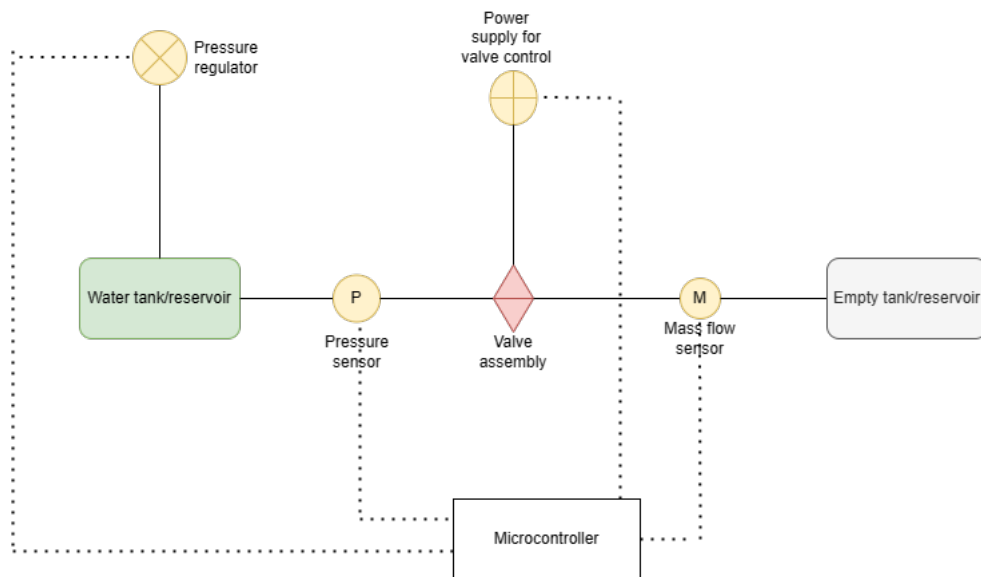 Power
supply for
valve control
Pressure
regulator
Water tank/reservoir
P
Pressure
sensor
Valve
assembly
M
Mass flow
sensor
Empty tank/reservoir
Microcontroller